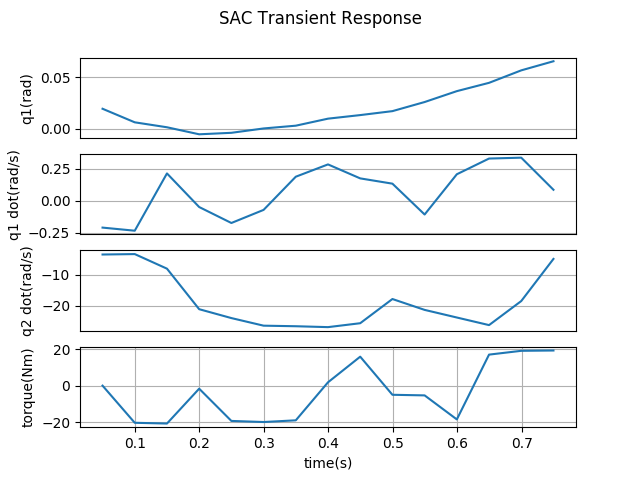 SAC Transient Response
0.05
0.00
q1(rad)
0.25
0.00
−0.25
q1 dot(rad/s)
−10
−20
q2 dot(rad/s)
20
0
−20
torque(Nm)
0.1 0.2 0.3 0.4 0.5 0.6 0.7
time(s)